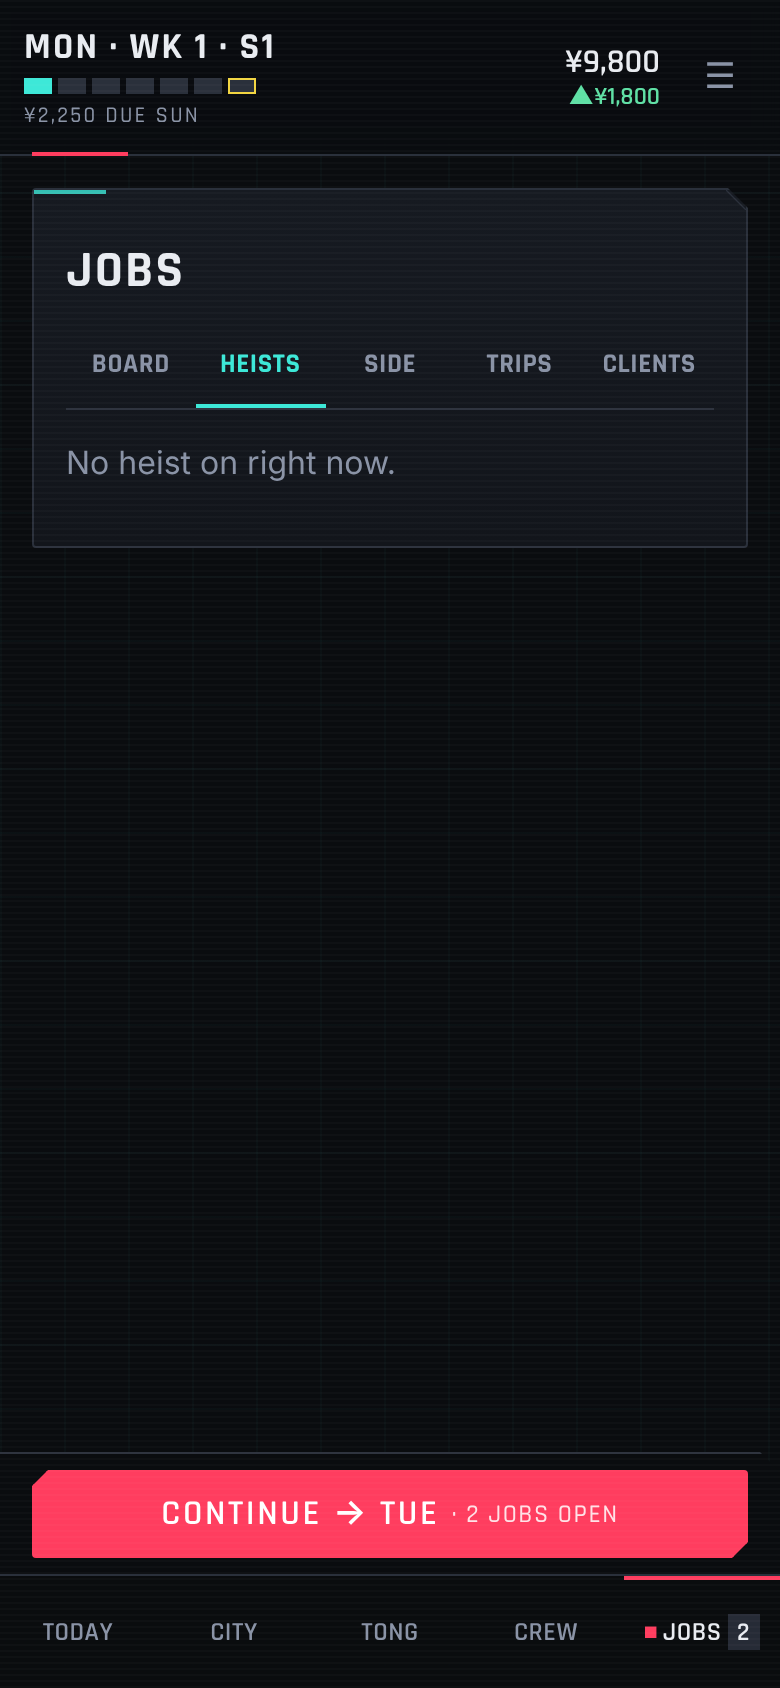 MON · WK 1 · S1
¥2,250 DUE SUN
¥9,800
▲¥1,800
JOBS
BOARD HEISTS SIDE TRIPS CLIENTS
No heist on right now.
CONTINUE → TUE · 2 JOBS OPEN
TODAY CITY TONG CREW JOBS 2